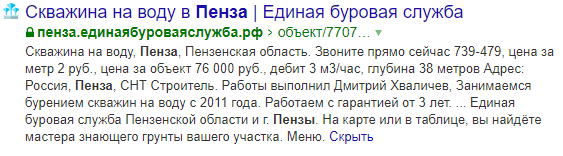 Скважина на воду в Пенза | Единая буровая служба
пенза.единаябуроваяслужба.рф › объект/7707...
Скважина на воду, Пенза, Пензенская область. Звоните прямо сейчас 739-479, цена за
метр 2 руб., цена за объект 76 000 руб., дебит 3 м3/час, глубина 38 метров Адрес:
Россия, Пенза, СНТ Строитель. Работы выполнил Дмитрий Хваличев, Занимаемся
бурением скважин на воду с 2011 года. Работаем с гарантией от 3 лет. ... Единая
буровая служба Пензенской области и г. Пензы. На карте или в таблице, вы найдёте
мастера знающего грунты вашего участка. Меню. Скрыть